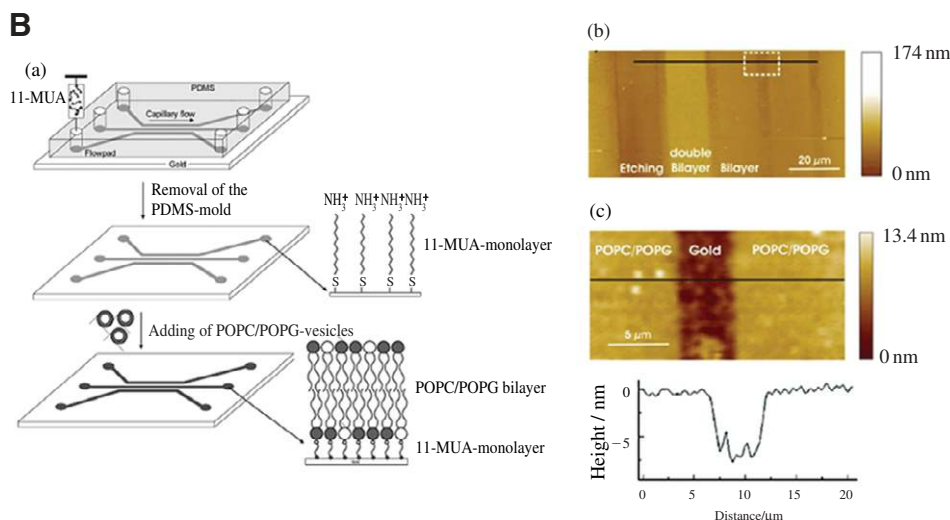 B
(a)
11-MUA
PDMS
Capillary flow
Flowpad
Gold
Removal of the
PDMS-mold
NH₃⁺ NH₃⁺ NH₃⁺ NH₃⁺
11-MUA-monolayer
S S S S
Adding of POPC/POPG-vesicles
POPC/POPG bilayer
11-MUA-monolayer
(b)
174 nm
double
Etching Bilayer Bilayer
20 µm
0 nm
(c)
13.4 nm
POPC/POPG Gold POPC/POPG
5 µm
0 nm
Height / nm
0
−5
0 5 10 15 20
Distance/µm